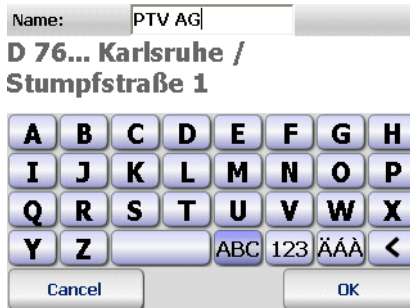 Name: PTV AG
D 76... Karlsruhe /
Stumpfstraße 1
A B C D E F G H
I J K L M N O P
Q R S T U V W X
Y Z ABC 123 ÄÁÀ <
Cancel OK